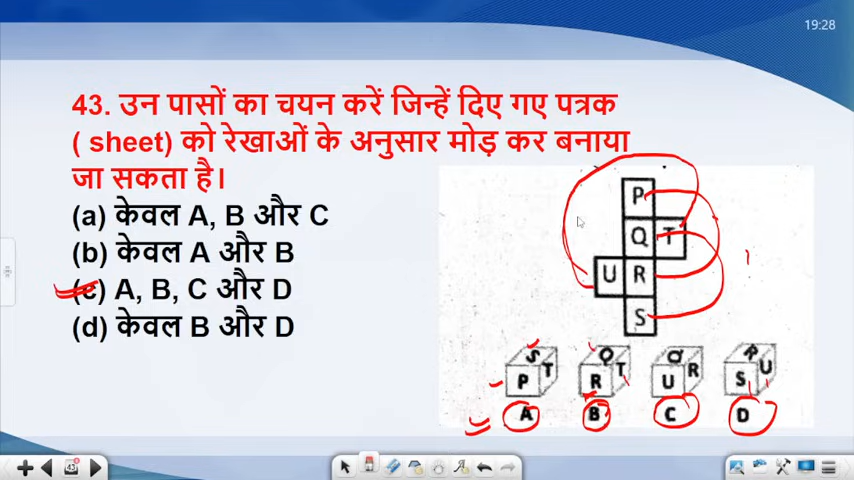 19:28
43. उन पासों का चयन करें जिन्हें दिए गए पत्रक
( sheet) को रेखाओं के अनुसार मोड़ कर बनाया
जा सकता है।
(a) केवल A, B और C
(b) केवल A और B
(c) A, B, C और D
(d) केवल B और D
P
Q T
U R
S
S P T
Q R T
Q U R
R S U
A B C D
43